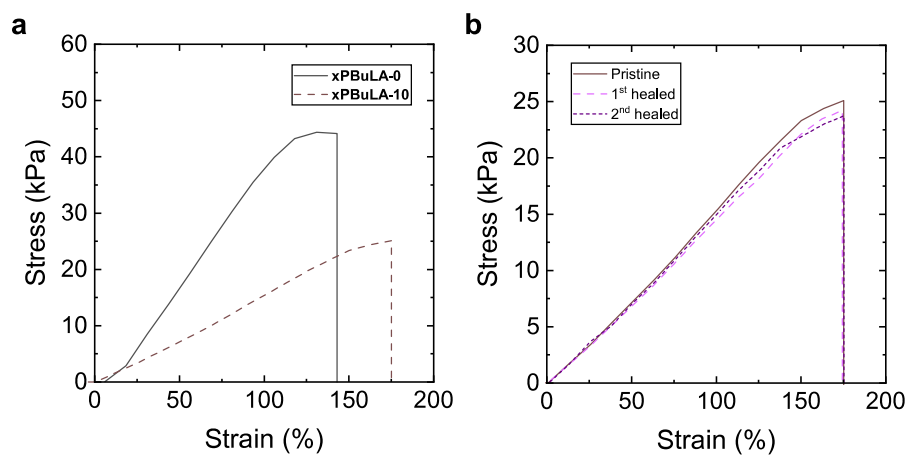 a
60
50
40
30
20
10
0
Stress (kPa)
xPBuLA-0
xPBuLA-10
0
50
100
150
200
Strain (%)
b
30
25
20
15
10
5
0
Stress (kPa)
Pristine
1st healed
2nd healed
0
50
100
150
200
Strain (%)